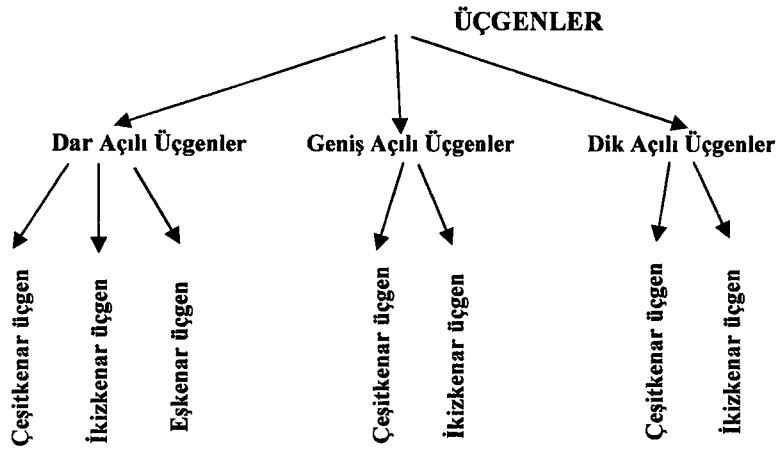 ÜÇGENLER
Dar Açılı Üçgenler
Geniş Açılı Üçgenler
Dik Açılı Üçgenler
Çeşitkenar üçgen
İkizkenar üçgen
Eşkenar üçgen
Çeşitkenar üçgen
İkizkenar üçgen
Çeşitkenar üçgen
İkizkenar üçgen